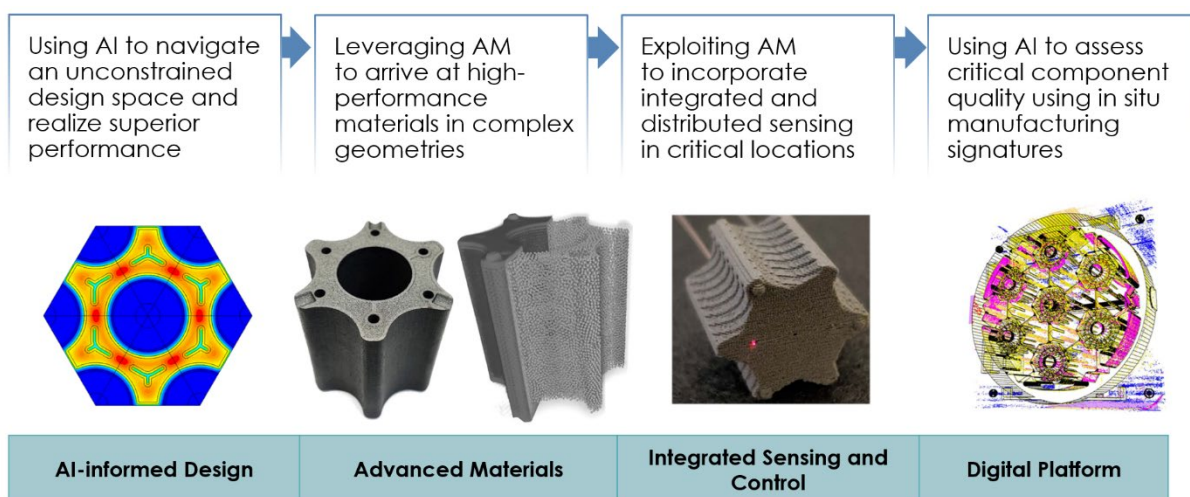 Using AI to navigate
an unconstrained
design space and
realize superior
performance
Leveraging AM
to arrive at high-
performance
materials in complex
geometries
Exploiting AM
to incorporate
integrated and
distributed sensing
in critical locations
Using AI to assess
critical component
quality using in situ
manufacturing
signatures
AI-informed Design
Advanced Materials
Integrated Sensing and
Control
Digital Platform